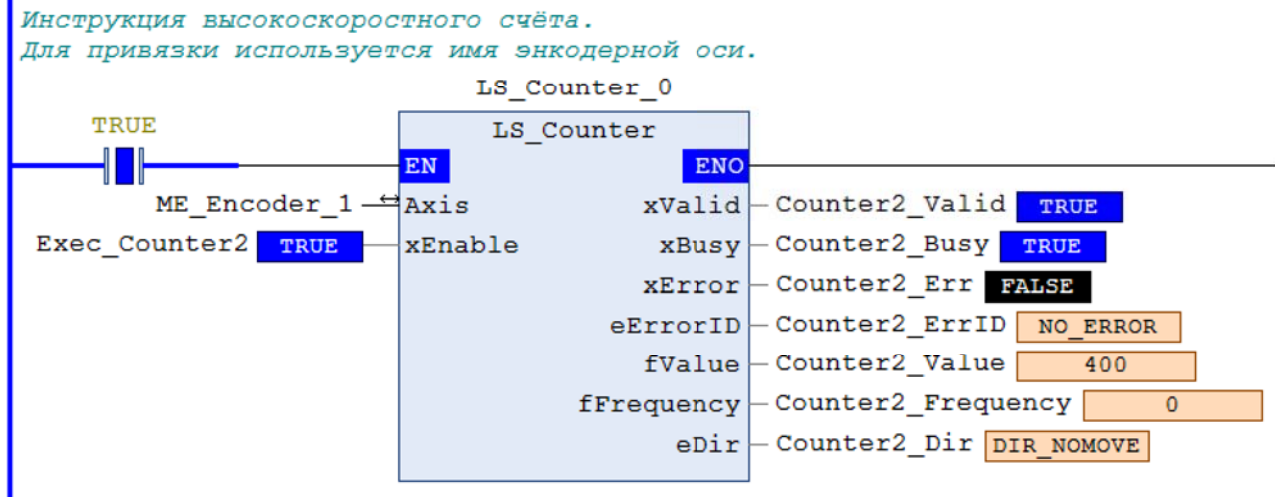 Инструкция высокоскоростного счёта.
Для привязки используется имя энкодерной оси.
LS_Counter_0
TRUE
LS_Counter
EN ENO
ME_Encoder_1 Axis xValid Counter2_Valid TRUE
Exec_Counter2 TRUE xEnable xBusy Counter2_Busy TRUE
xError Counter2_Err FALSE
eErrorID Counter2_ErrID NO_ERROR
fValue Counter2_Value 400
fFrequency Counter2_Frequency 0
eDir Counter2_Dir DIR_NOMOVE